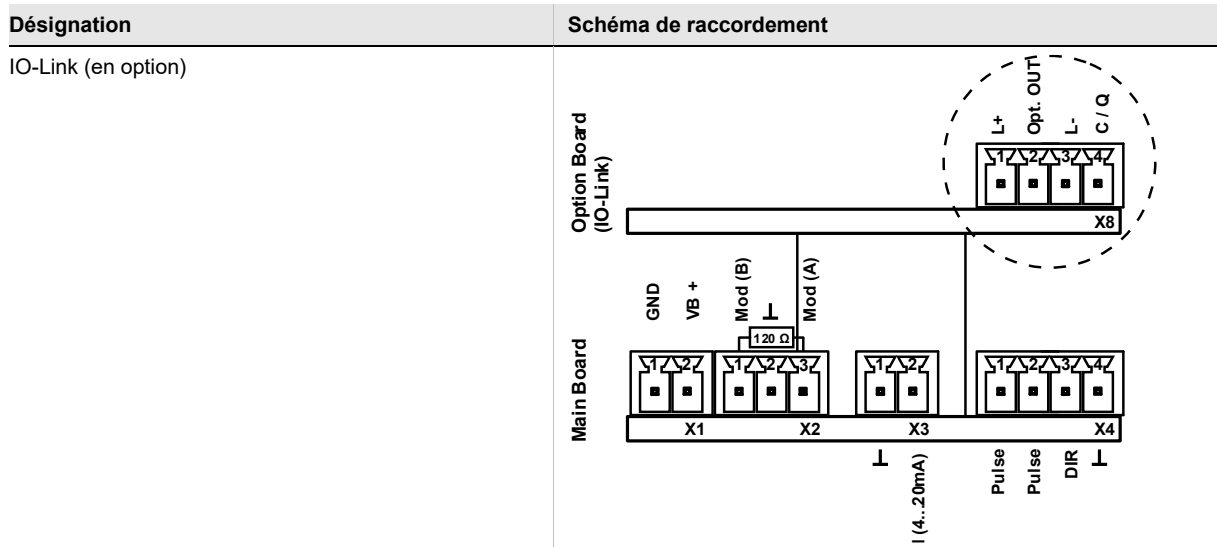 Désignation
Schéma de raccordement
IO-Link (en option)
Option Board
(IO-Link)
L+
Opt. OUT
L-
C / Q
1 2 3 4
X8
Main Board
GND
VB +
Mod (B)
Mod (A)
120 Ω
1 2
1 2 3
1 2
1 2 3 4
X1
X2
X3
X4
I (4...20mA)
Pulse
Pulse
DIR